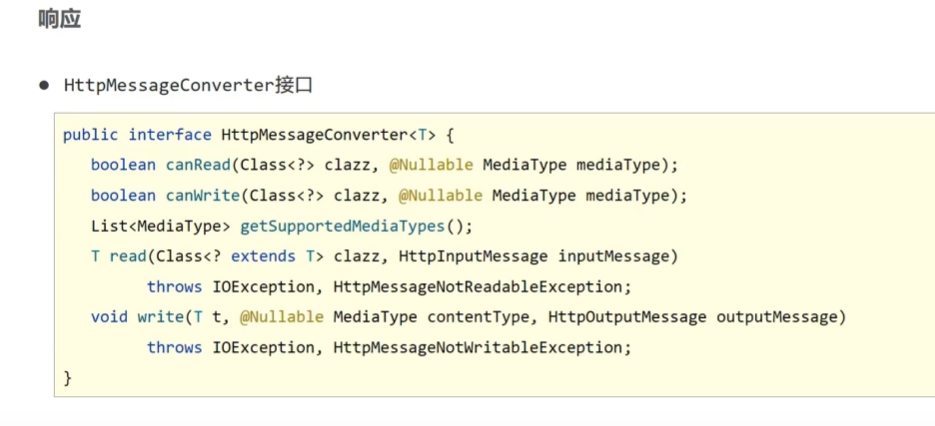 响应
● HttpMessageConverter接口
public interface HttpMessageConverter<T> {
boolean canRead(Class<?> clazz, @Nullable MediaType mediaType);
boolean canWrite(Class<?> clazz, @Nullable MediaType mediaType);
List<MediaType> getSupportedMediaTypes();
T read(Class<? extends T> clazz, HttpInputMessage inputMessage)
throws IOException, HttpMessageNotReadableException;
void write(T t, @Nullable MediaType contentType, HttpOutputMessage outputMessage)
throws IOException, HttpMessageNotWritableException;
}